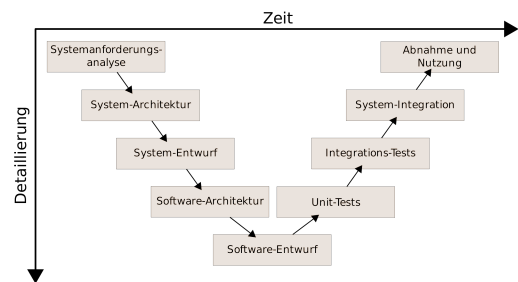 Zeit
Systemanforderungs-
analyse
Abnahme und
Nutzung
System-Architektur
System-Integration
Detaillierung
System-Entwurf
Integrations-Tests
Software-Architektur
Unit-Tests
Software-Entwurf